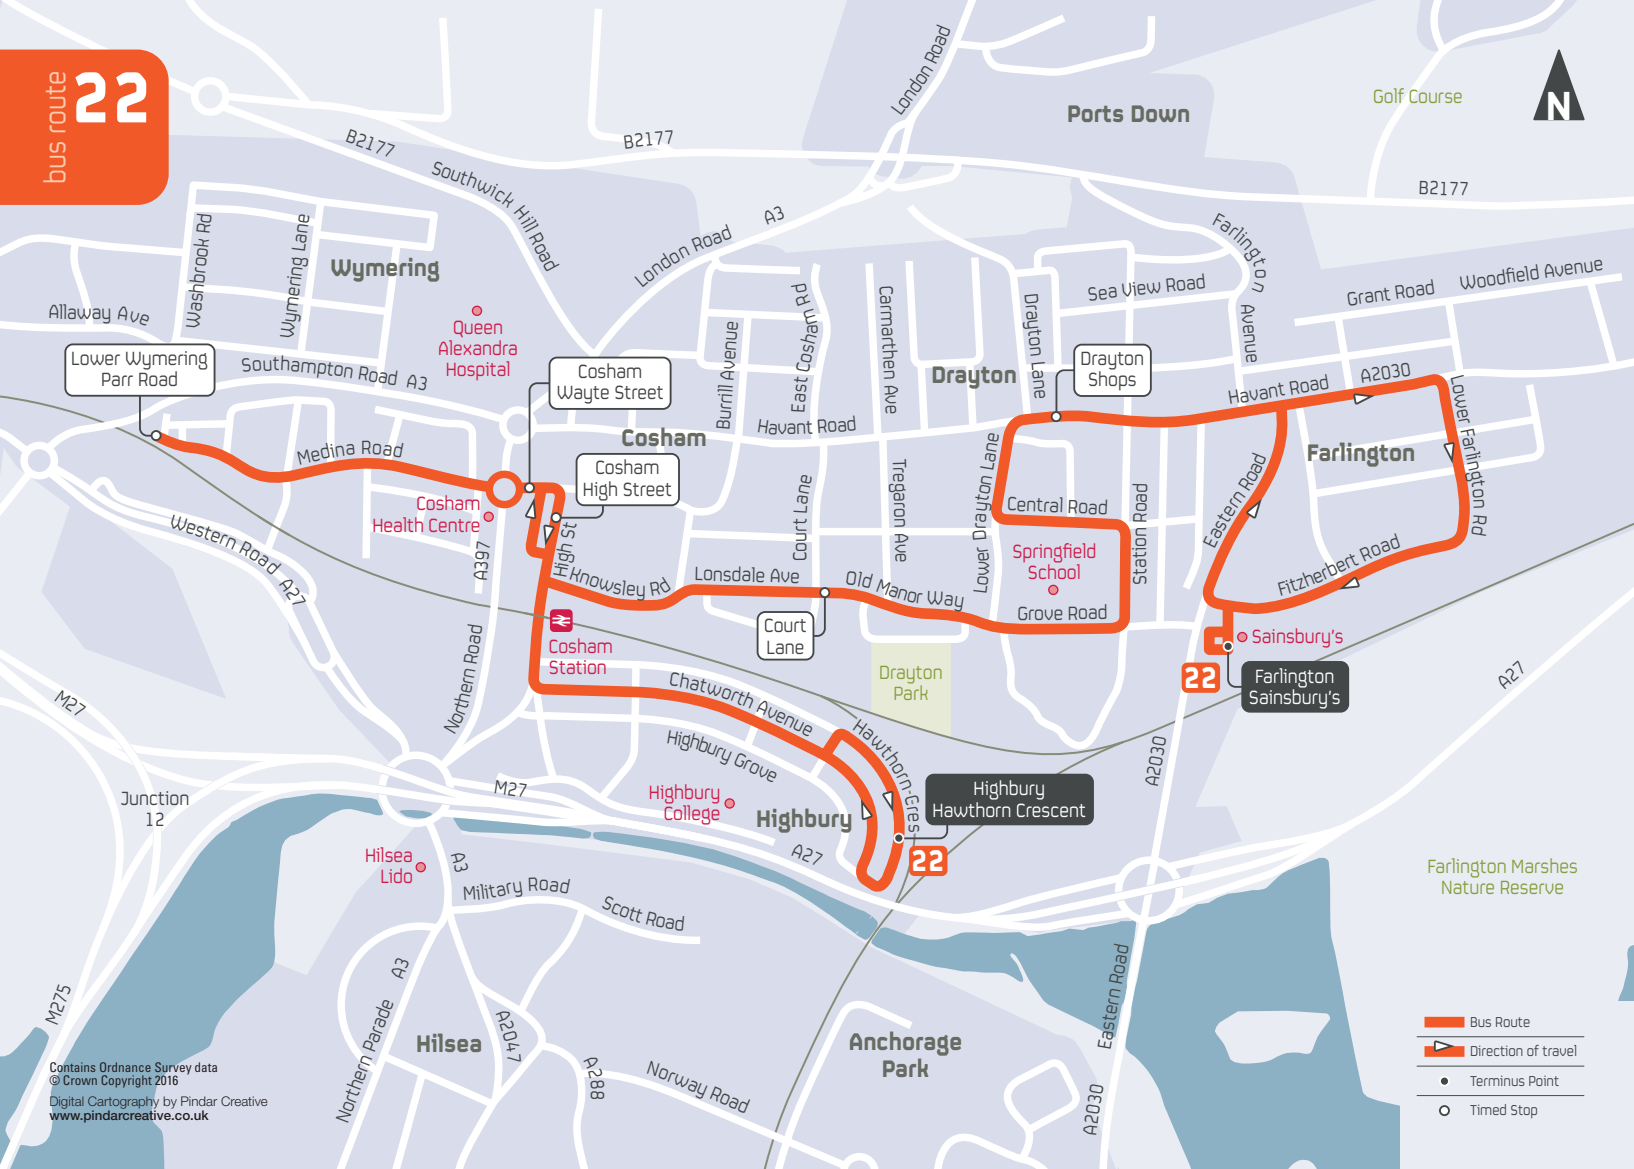 bus route
22
B2177
B2177
B2177
London Road
Ports Down
Golf Course
N
Southwick Hill Road
London Road
A3
Washbrook Rd
Wymering Lane
Wymering
Allaway Ave
Queen
Alexandra
Hospital
Southampton Road A3
Lower Wymering
Parr Road
Cosham
Wayte Street
Burrill Avenue
East Cosham Rd
Carmarthen Ave
Drayton
Drayton Lane
Sea View Road
Farlington
Avenue
Grant Road
Woodfield Avenue
Drayton
Shops
Havant Road
A2030
Lower Farlington Rd
Cosham
Havant Road
Farlington
Medina Road
Cosham
High Street
Cosham
Health Centre
A397
High St
Court Lane
Tregaron Ave
Lower Drayton Lane
Central Road
Station Road
Eastern Road
Springfield
School
Grove Road
Fitzherbert Road
Western Road
A27
Knowsley Rd
Lonsdale Ave
Old Manor Way
Court
Lane
Cosham
Station
Northern Road
Sainsbury's
22
Farlington
Sainsbury's
Drayton
Park
A27
M27
Chatworth Avenue
Hawthorn-Cres
Highbury Grove
A2030
M27
Junction
12
Highbury
College
Highbury
Highbury
Hawthorn Crescent
A27
22
Hilsea
Lido
A3
Military Road
Scott Road
Farlington Marshes
Nature Reserve
A3
Northern Parade
M275
Hilsea
A2047
A288
Norway Road
Anchorage
Park
Eastern Road
A2030
Contains Ordnance Survey data
© Crown Copyright 2016
Digital Cartography by Pindar Creative
www.pindarcreative.co.uk
Bus Route
Direction of travel
Terminus Point
Timed Stop